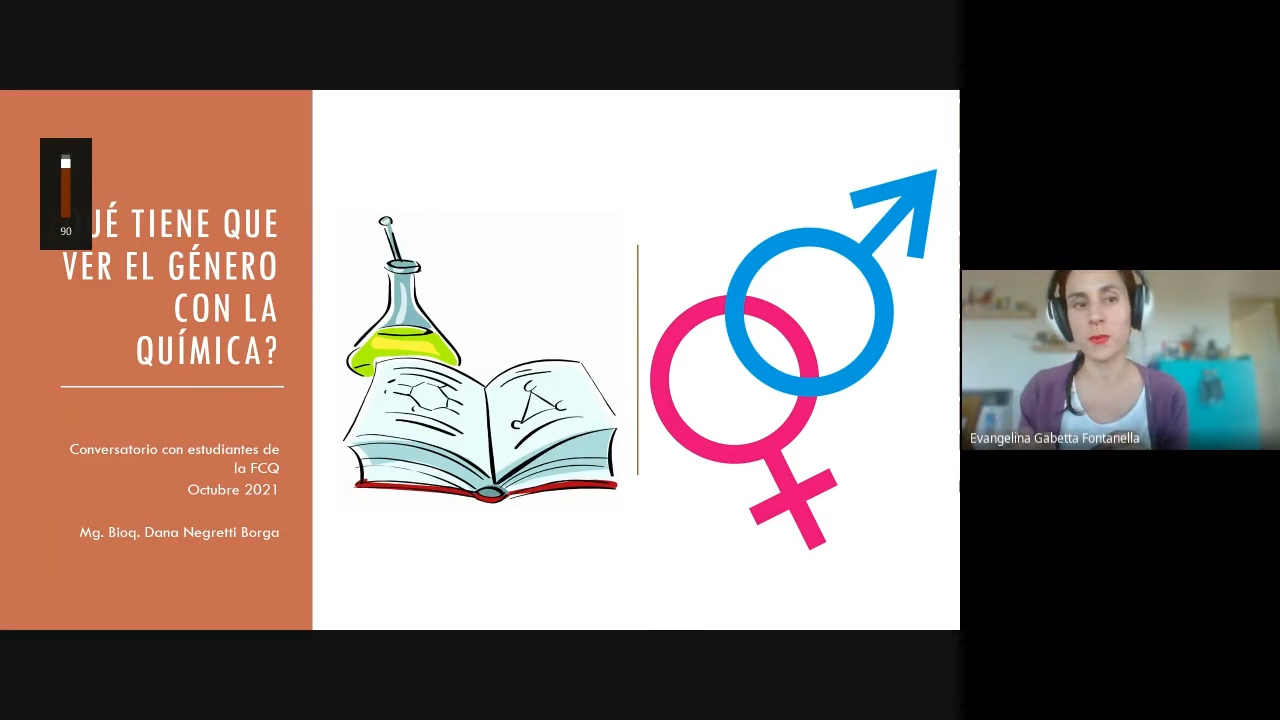 90
TIENE QUE
VER EL GÉNERO
CON LA
QUÍMICA?
Conversatorio con estudiantes de
la FCQ
Octubre 2021
Mg. Bioq. Dana Negretti Borga
Evangelina Gabetta Fontanella